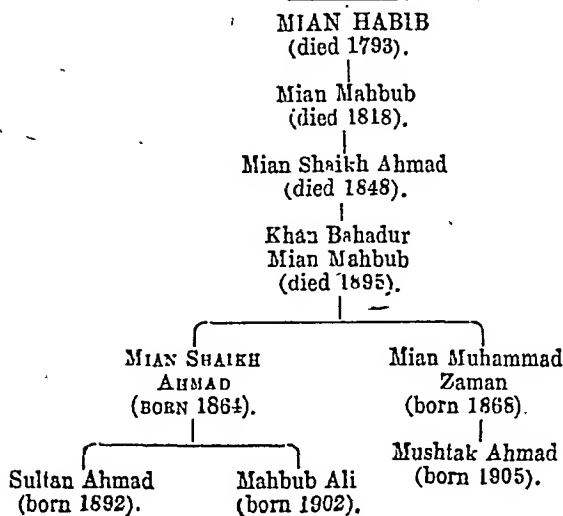 MIAN HABIB
(died 1793).
Mian Mahbub
(died 1818).
Mian Shaikh Ahmad
(died 1848).
Khan Bahadur
Mian Mahbub
(died 1895).
MIAN SHAIKH
AHMAD
(BORN 1864).
Mian Muhammad
Zaman
(born 1868).
Sultan Ahmad
(born 1892).
Mahbub Ali
(born 1902).
Mushtak Ahmad
(born 1905).